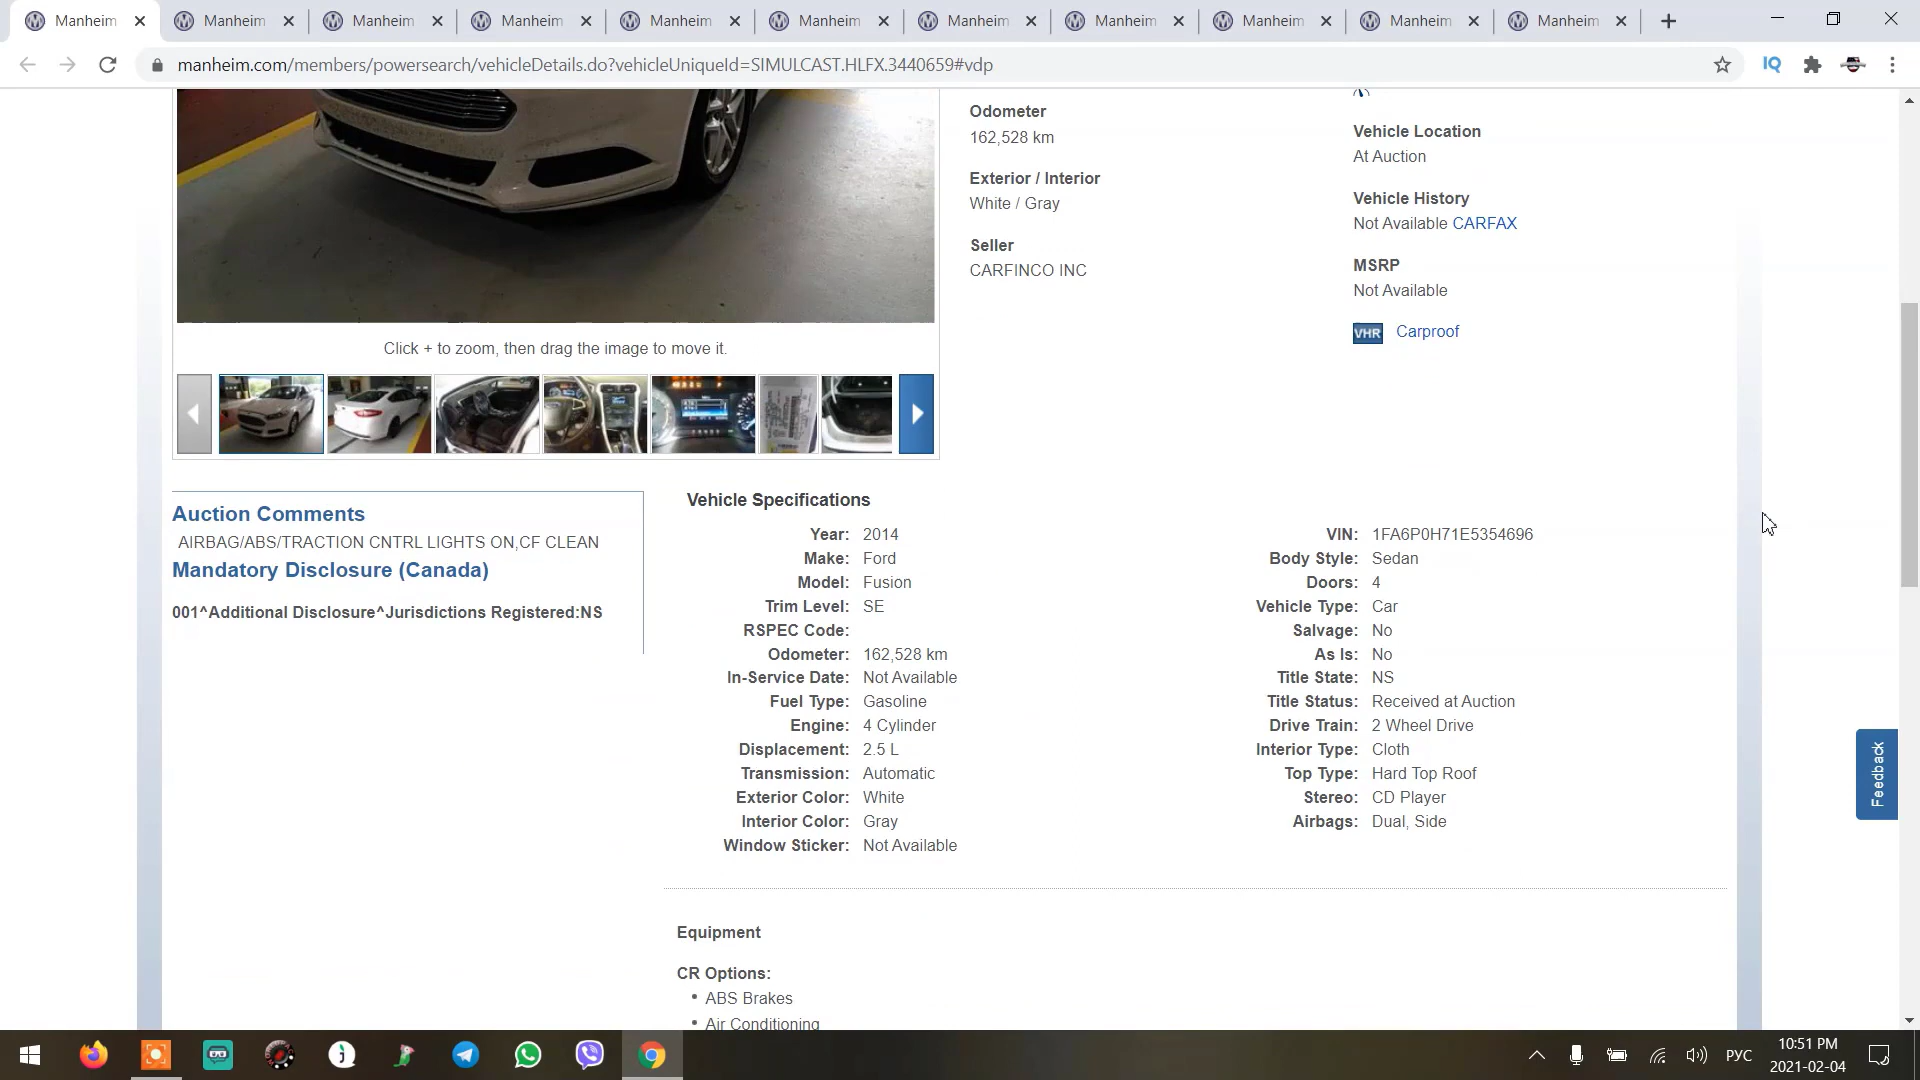 Manheim Manheim Manheim Manheim Manheim Manheim Manheim Manheim Manheim Manheim Manheim
manheim.com/members/powersearch/vehicleDetails.do?vehicleUniqueId=SIMULCAST.HLFX.3440659#vdp
IQ
Odometer
162,528 km
Exterior / Interior
White / Gray
Seller
CARFINCO INC
Vehicle Location
At Auction
Vehicle History
Not Available CARFAX
MSRP
Not Available
VHR Carproof
Click + to zoom, then drag the image to move it.
Auction Comments
AIRBAG/ABS/TRACTION CNTRL LIGHTS ON,CF CLEAN
Mandatory Disclosure (Canada)
001^Additional Disclosure^Jurisdictions Registered:NS
Vehicle Specifications
Year: 2014
Make: Ford
Model: Fusion
Trim Level: SE
RSPEC Code:
Odometer: 162,528 km
In-Service Date: Not Available
Fuel Type: Gasoline
Engine: 4 Cylinder
Displacement: 2.5 L
Transmission: Automatic
Exterior Color: White
Interior Color: Gray
Window Sticker: Not Available
VIN: 1FA6P0H71E5354696
Body Style: Sedan
Doors: 4
Vehicle Type: Car
Salvage: No
As Is: No
Title State: NS
Title Status: Received at Auction
Drive Train: 2 Wheel Drive
Interior Type: Cloth
Top Type: Hard Top Roof
Stereo: CD Player
Airbags: Dual, Side
Equipment
CR Options:
• ABS Brakes
• Air Conditioning
Feedback
РУС
10:51 PM
2021-02-04